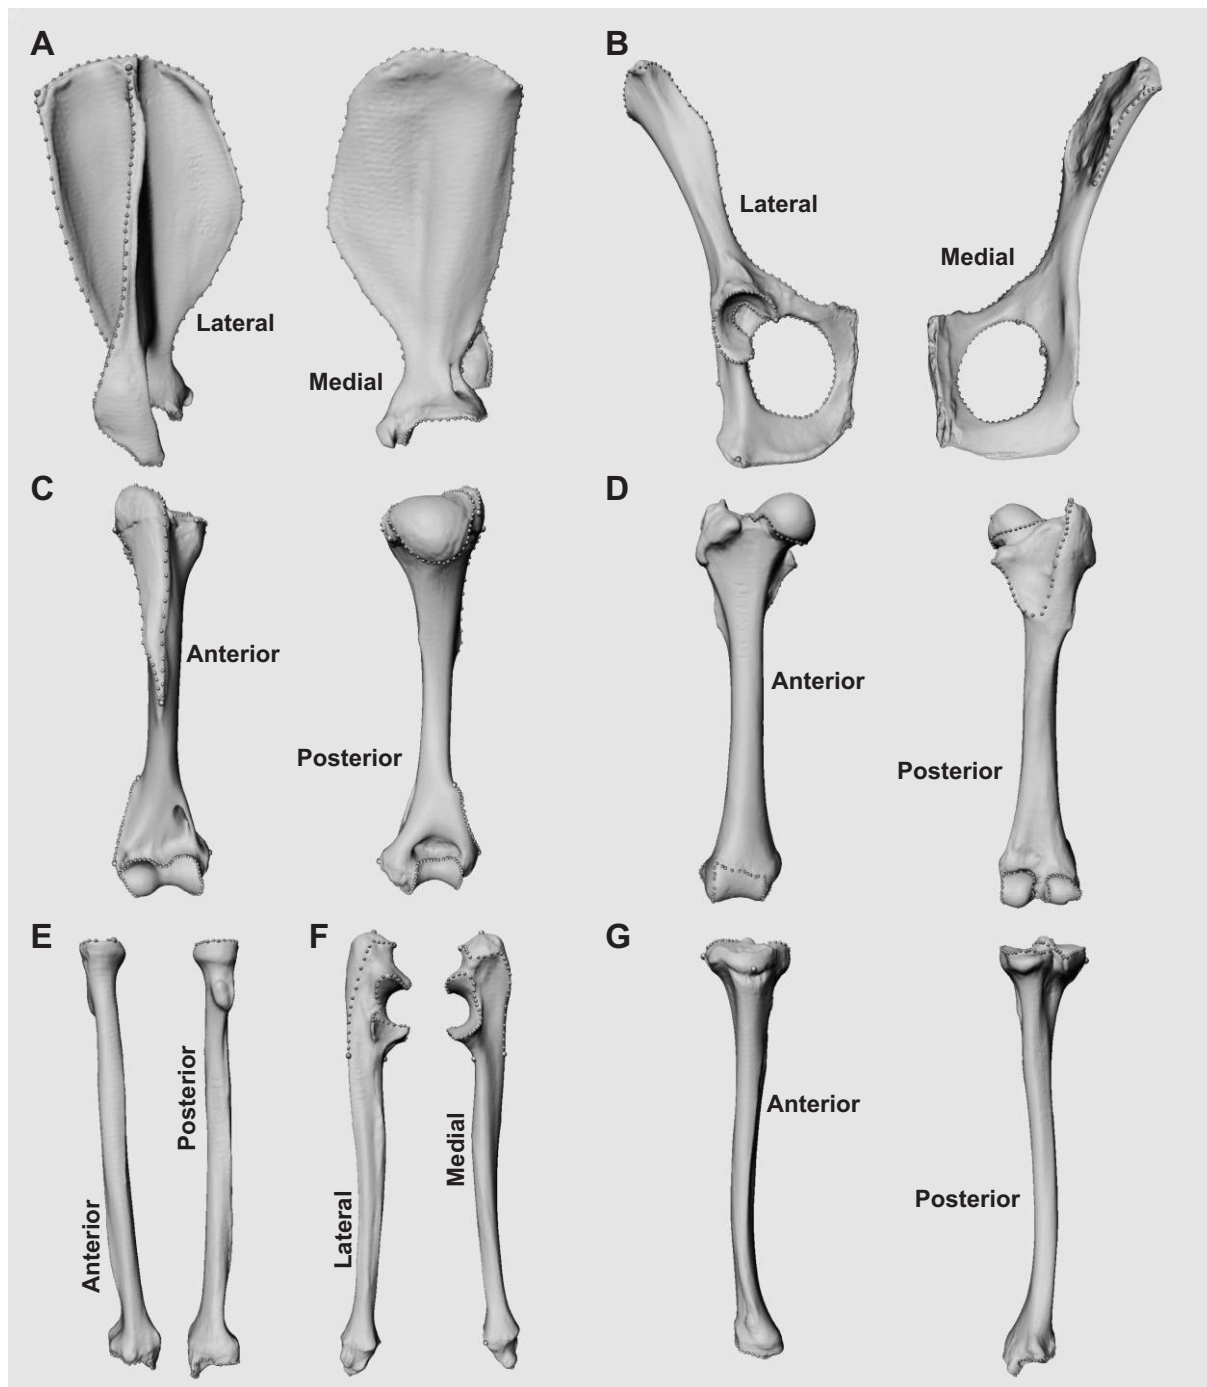 A
B
Lateral
Medial
Lateral
Medial
C
D
Anterior
Posterior
Anterior
Posterior
E
F
G
Anterior
Posterior
Lateral
Medial
Anterior
Posterior